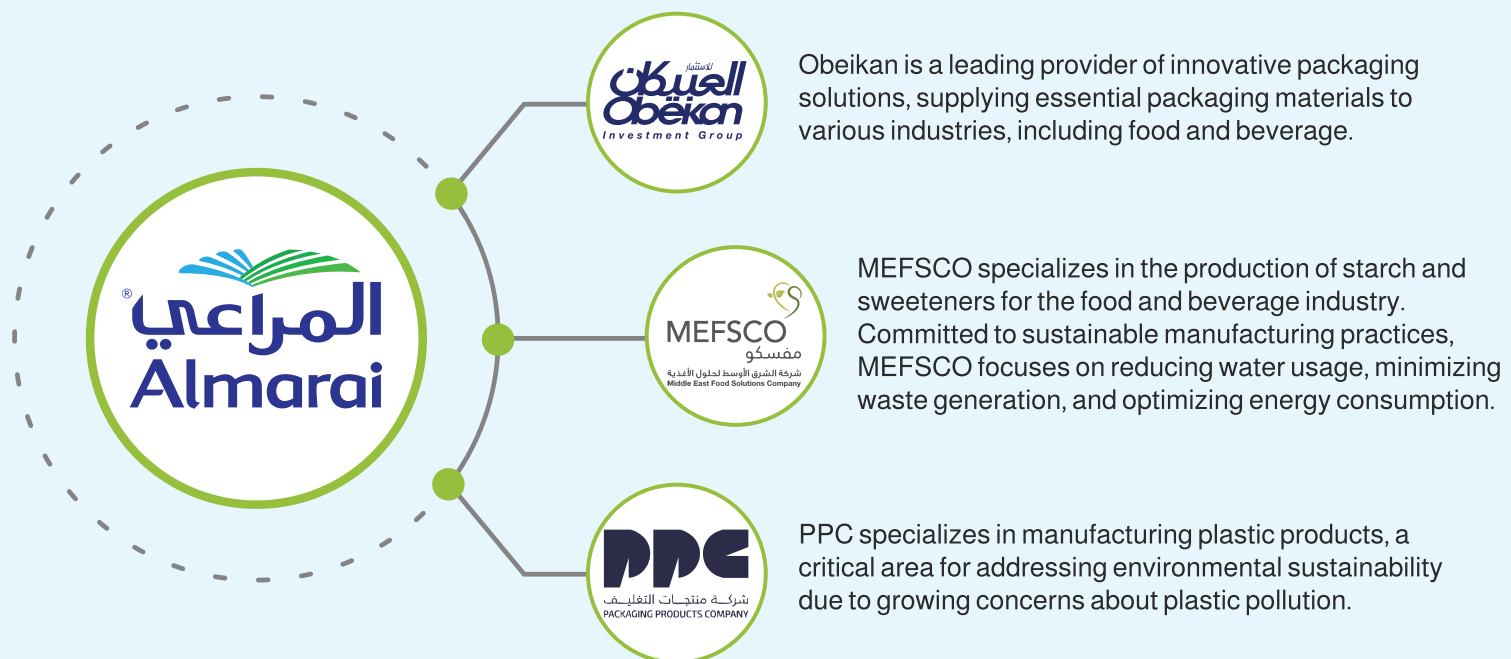 للاستثمار
العبيكان
Obeikan
Investment Group
Obeikan is a leading provider of innovative packaging
solutions, supplying essential packaging materials to
various industries, including food and beverage.
®
المراعي
Almarai
MEFSCO
مفسكو
شركة الشرق الأوسط لحلول الأغذية
Middle East Food Solutions Company
MEFSCO specializes in the production of starch and
sweeteners for the food and beverage industry.
Committed to sustainable manufacturing practices,
MEFSCO focuses on reducing water usage, minimizing
waste generation, and optimizing energy consumption.
PPC
شركة منتجات التغليف
PACKAGING PRODUCTS COMPANY
PPC specializes in manufacturing plastic products, a
critical area for addressing environmental sustainability
due to growing concerns about plastic pollution.